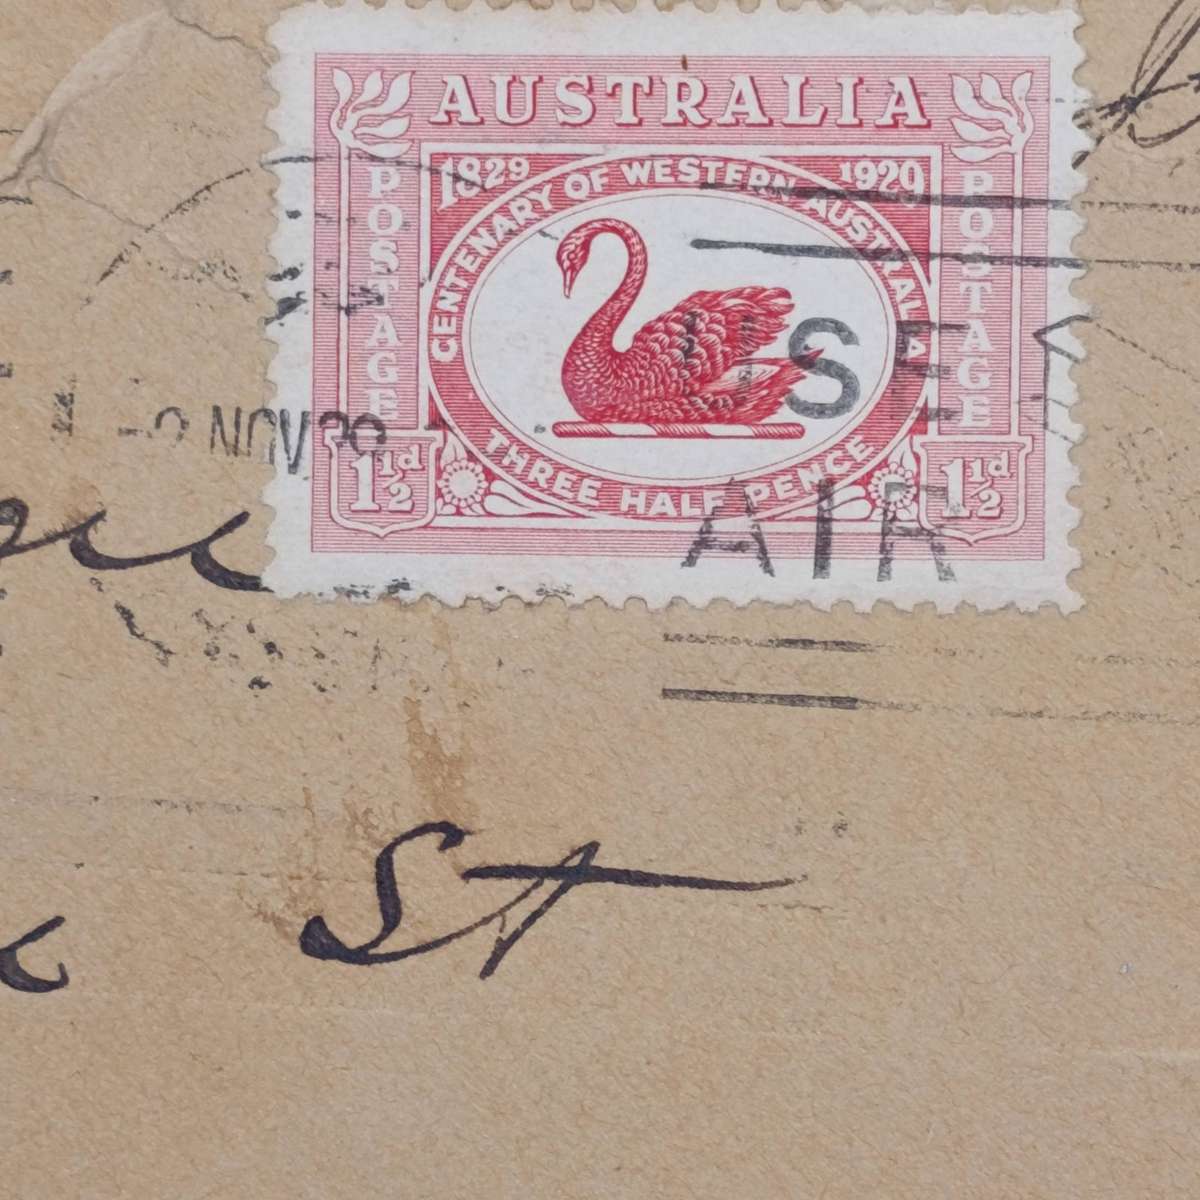 AUSTRALIA
1829 1929
CENTENARY OF WESTERN AUSTRALIA
POSTAGE
POSTAGE
THREE HALF PENCE
1½d 1½d
NOV 29
USE
AIR
St